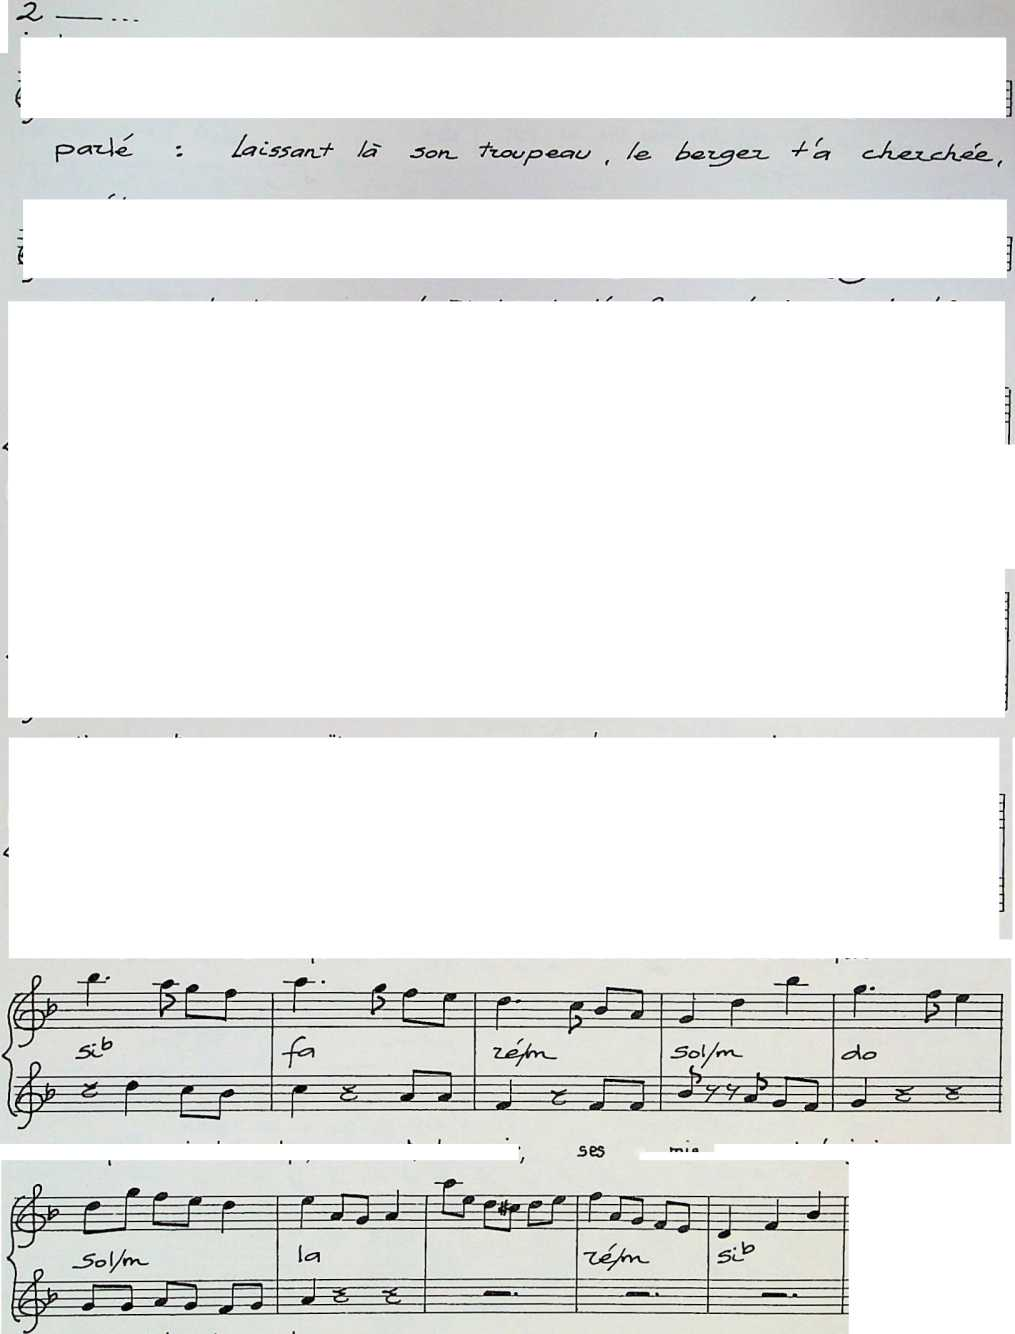 2 — ...
parlé : Laissant là son troupeau, le berger t'a cherchée,
sib fa ré/m sol/m do
ses
sol/m la ré/m sib